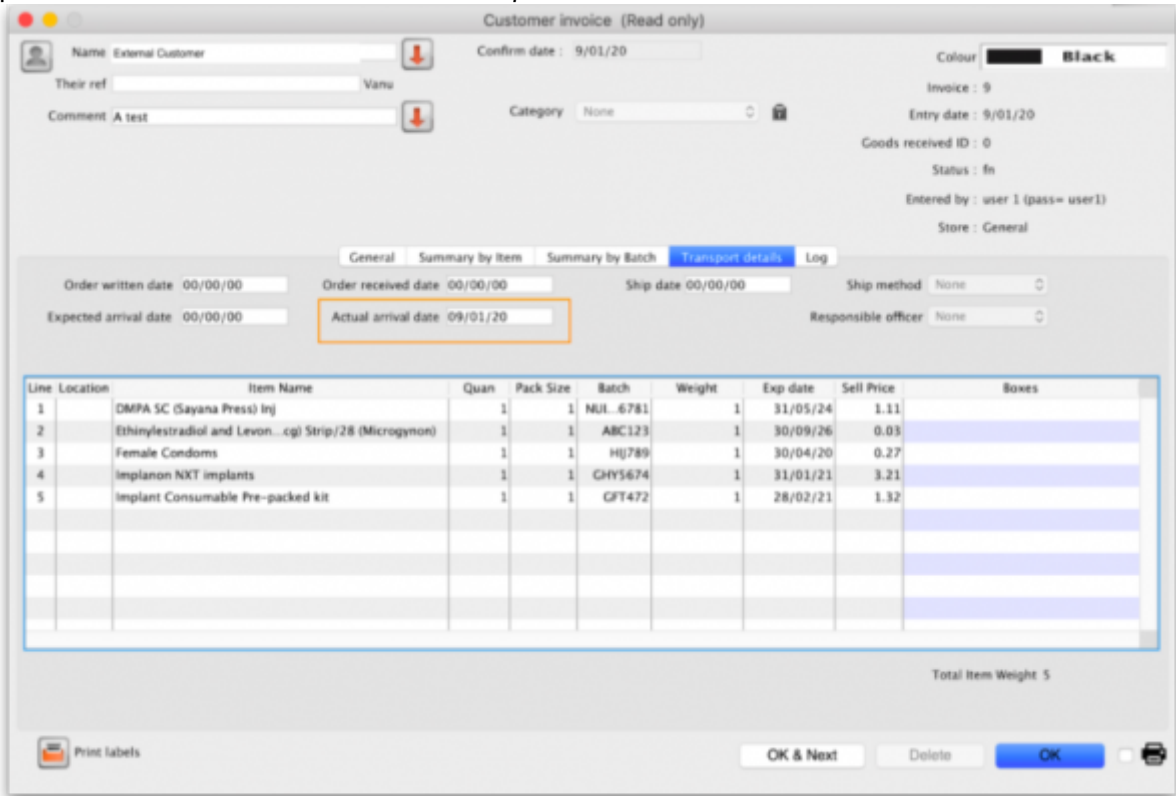 Customer invoice (Read only)
Name External Customer
Confirm date : 9/01/20
Colour Black
Their ref Vanu
Invoice : 9
Comment A test
Category None
Entry date : 9/01/20
Goods received ID : 0
Status : fn
Entered by : user 1 (pass= user1)
Store : General
General Summary by Item Summary by Batch Transport details Log
Order written date 00/00/00 Order received date 00/00/00 Ship date 00/00/00 Ship method None
Expected arrival date 00/00/00 Actual arrival date 09/01/20 Responsible officer None
Line Location Item Name Quan Pack Size Batch Weight Exp date Sell Price Boxes
1 DMPA SC (Sayana Press) Inj 1 1 NUI...6781 1 31/05/24 1.11
2 Ethinylestradiol and Levon...cg) Strip/28 (Microgynon) 1 1 ABC123 1 30/09/26 0.03
3 Female Condoms 1 1 HIJ789 1 30/04/20 0.27
4 Implanon NXT implants 1 1 GHY5674 1 31/01/21 3.21
5 Implant Consumable Pre-packed kit 1 1 GFT472 1 28/02/21 1.32
Total Item Weight 5
Print labels
OK & Next Delete OK